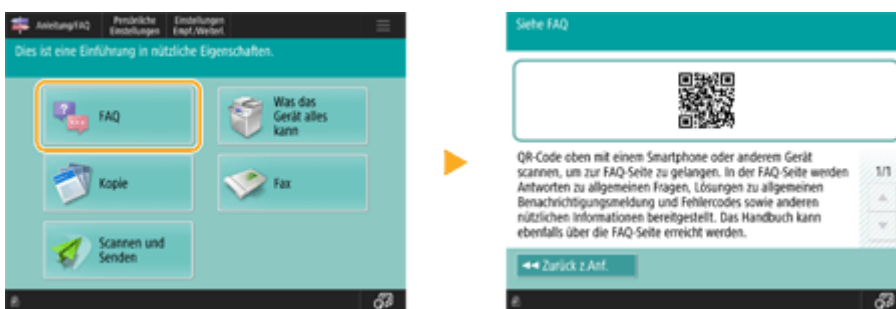 Anleitung/FAQ
Persönliche Einstellungen
Einstellungen Empf./Weiterl.
Dies ist eine Einführung in nützliche Eigenschaften.
FAQ
Was das
Gerät alles
kann
Kopie
Fax
Scannen und
Senden
Siehe FAQ
QR-Code oben mit einem Smartphone oder anderem Gerät
scannen, um zur FAQ-Seite zu gelangen. In der FAQ-Seite werden
Antworten zu allgemeinen Fragen, Lösungen zu allgemeinen
Benachrichtigungsmeldung und Fehlercodes sowie anderen
nützlichen Informationen bereitgestellt. Das Handbuch kann
ebenfalls über die FAQ-Seite erreicht werden.
1/1
Zurück z.Anf.